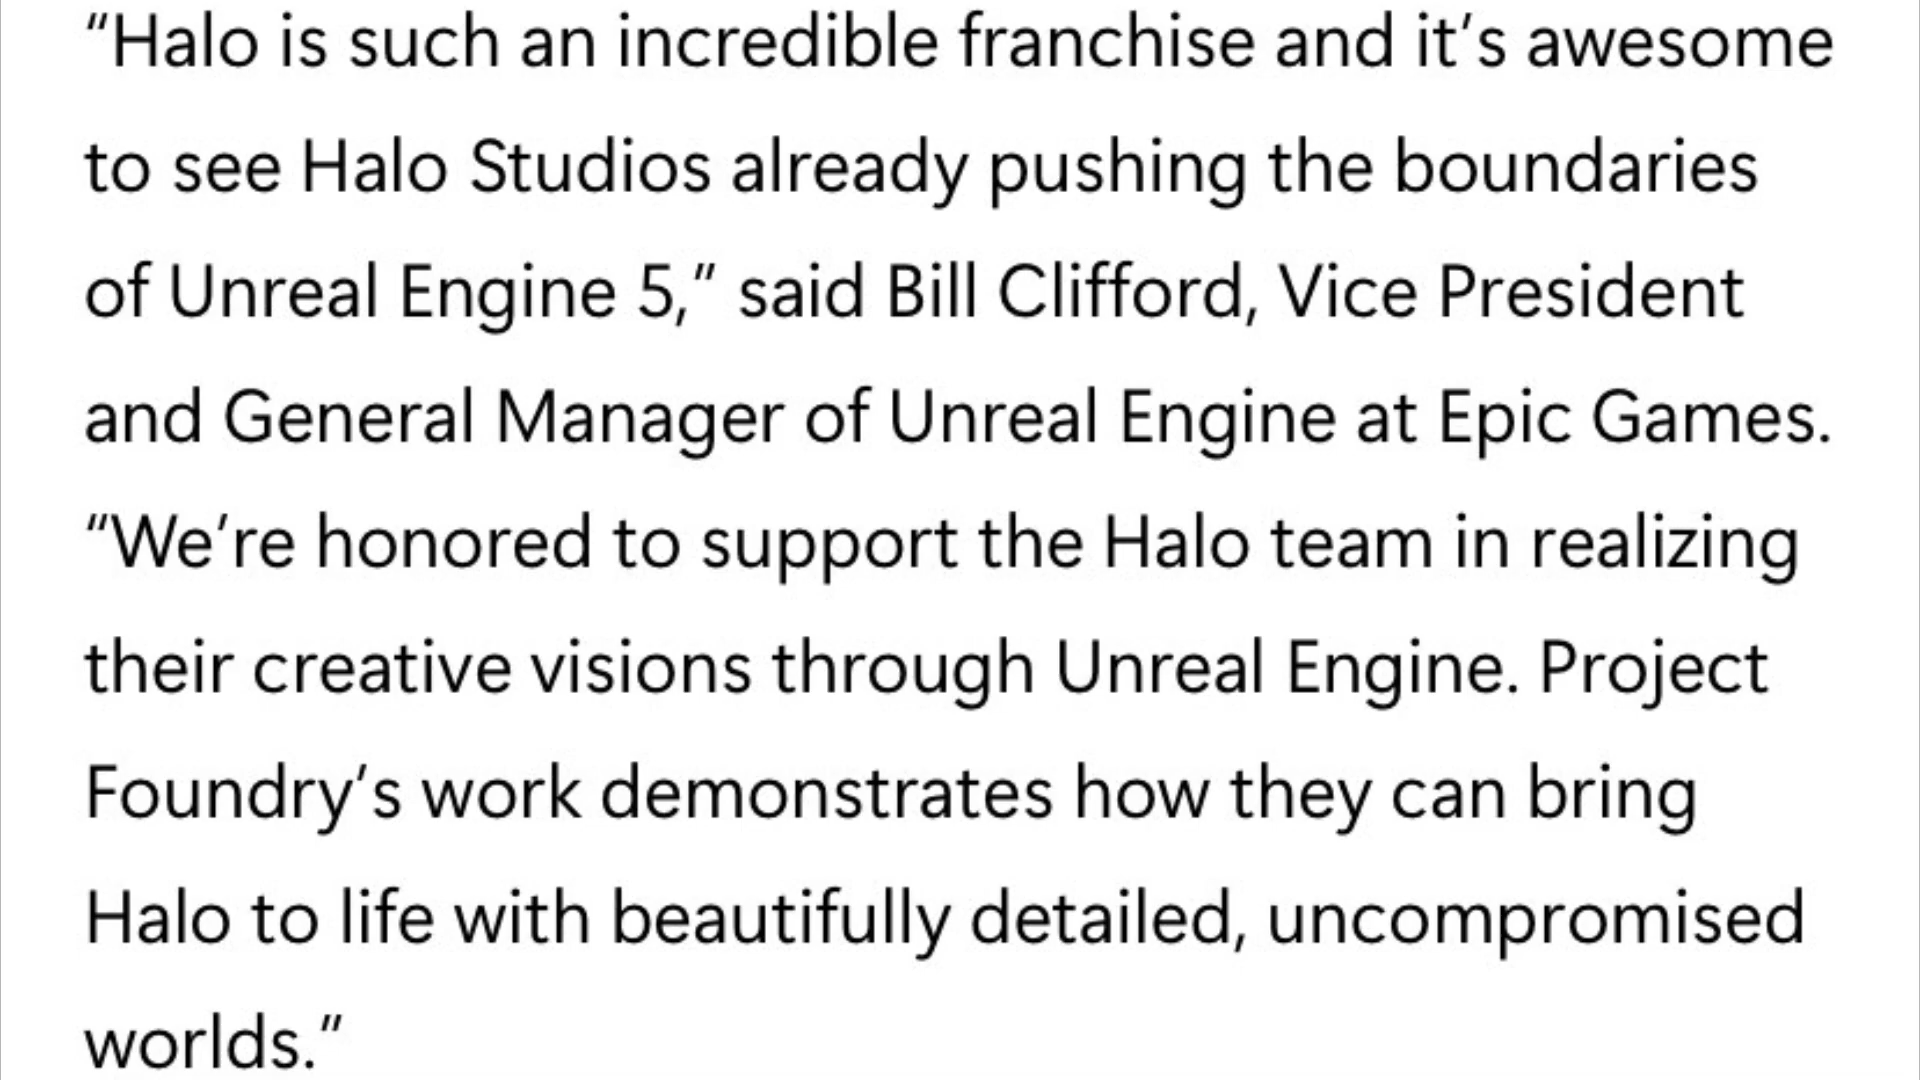 “Halo is such an incredible franchise and it’s awesome
to see Halo Studios already pushing the boundaries
of Unreal Engine 5,” said Bill Clifford, Vice President
and General Manager of Unreal Engine at Epic Games.
“We’re honored to support the Halo team in realizing
their creative visions through Unreal Engine. Project
Foundry’s work demonstrates how they can bring
Halo to life with beautifully detailed, uncompromised
worlds.”